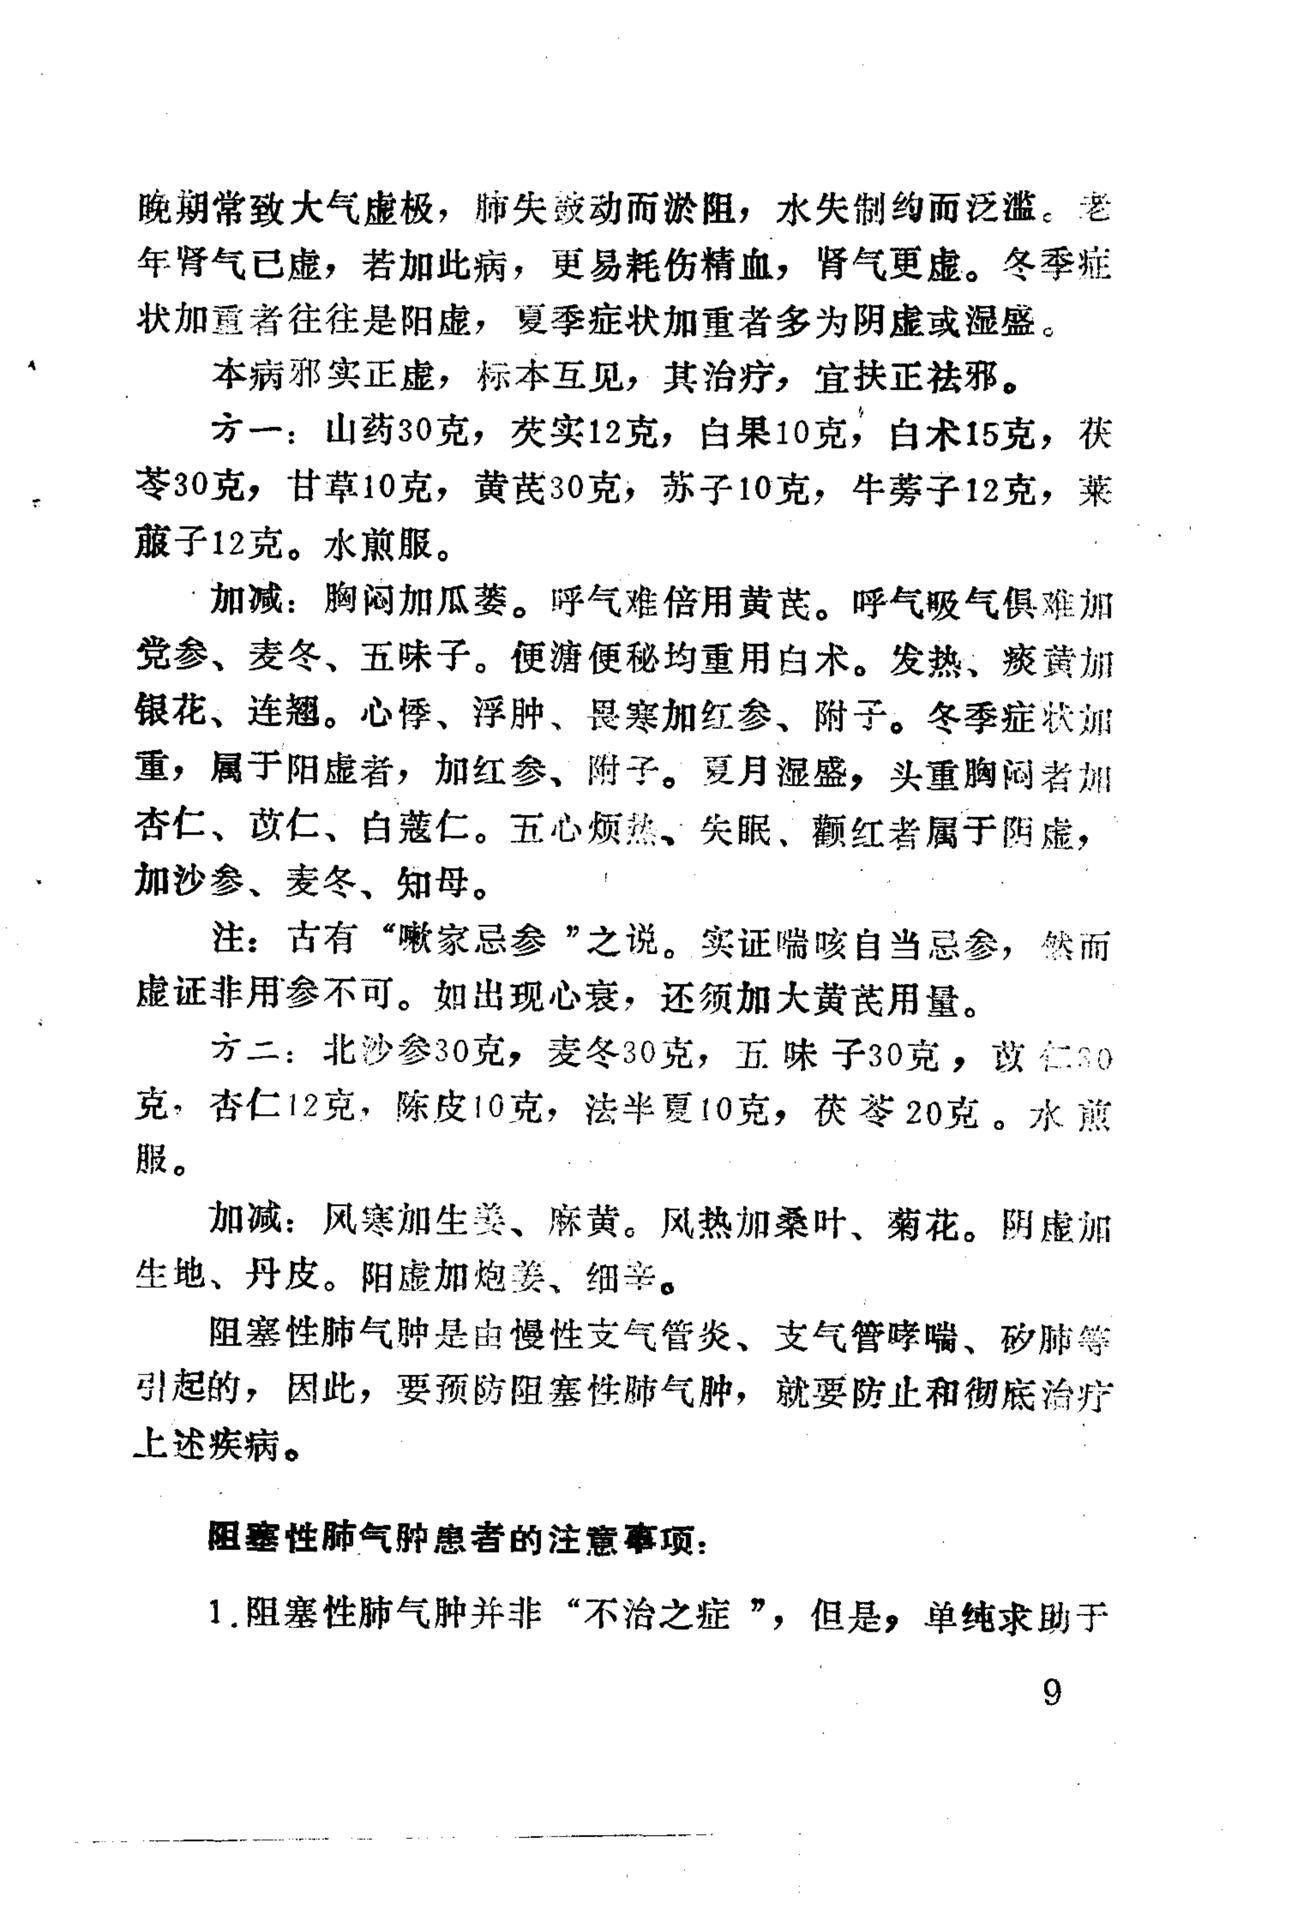 晚期常致大气虚极，肺失鼓动而淤阻，水失制约而泛滥。老
年肾气已虚，若加此病，更易耗伤精血，肾气更虚。冬季症
状加重者往往是阳虚，夏季症状加重者多为阴虚或湿盛。
本病邪实正虚，标本互见，其治疗，宜扶正祛邪。
方一：山药30克，芡实12克，白果10克，白术15克，茯
苓30克，甘草10克，黄芪30克，苏子10克，牛蒡子12克，莱
菔子12克。水煎服。
加减：胸闷加瓜蒌。呼气难倍用黄芪。呼气吸气俱难加
党参、麦冬、五味子。便溏便秘均重用白术。发热、痰黄加
银花、连翘。心悸、浮肿、畏寒加红参、附子。冬季症状加
重，属于阳虚者，加红参、附子。夏月湿盛，头重胸闷者加
杏仁、苡仁、白蔻仁。五心烦热、失眠、颧红者属于阴虚，
加沙参、麦冬、知母。
注：古有“嗽家忌参”之说。实证喘咳自当忌参，然而
虚证非用参不可。如出现心衰，还须加大黄芪用量。
方二：北沙参30克，麦冬30克，五味子30克，苡仁30
克，杏仁12克，陈皮10克，法半夏10克，茯苓20克。水煎
服。
加减：风寒加生姜、麻黄。风热加桑叶、菊花。阴虚加
生地、丹皮。阳虚加炮姜、细辛。
阻塞性肺气肿是由慢性支气管炎、支气管哮喘、矽肺等
引起的，因此，要预防阻塞性肺气肿，就要防止和彻底治疗
上述疾病。
阻塞性肺气肿患者的注意事项：
1.阻塞性肺气肿并非“不治之症”，但是，单纯求助于
9